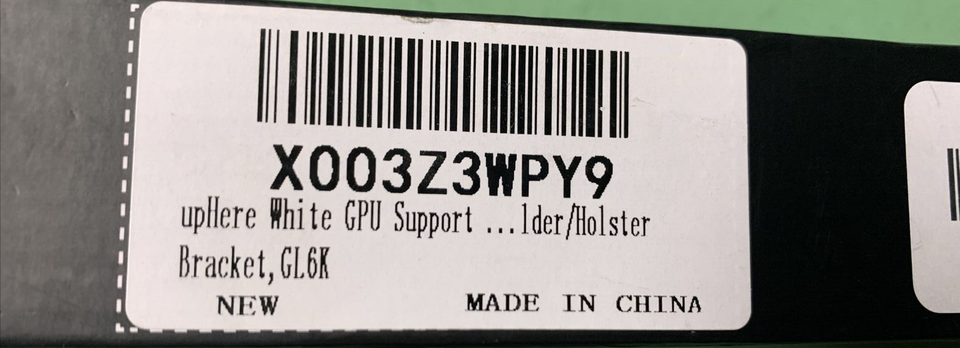 X003Z3WPY9
upHere White GPU Support ...lder/Holster
Bracket,GL6K
NEW MADE IN CHINA